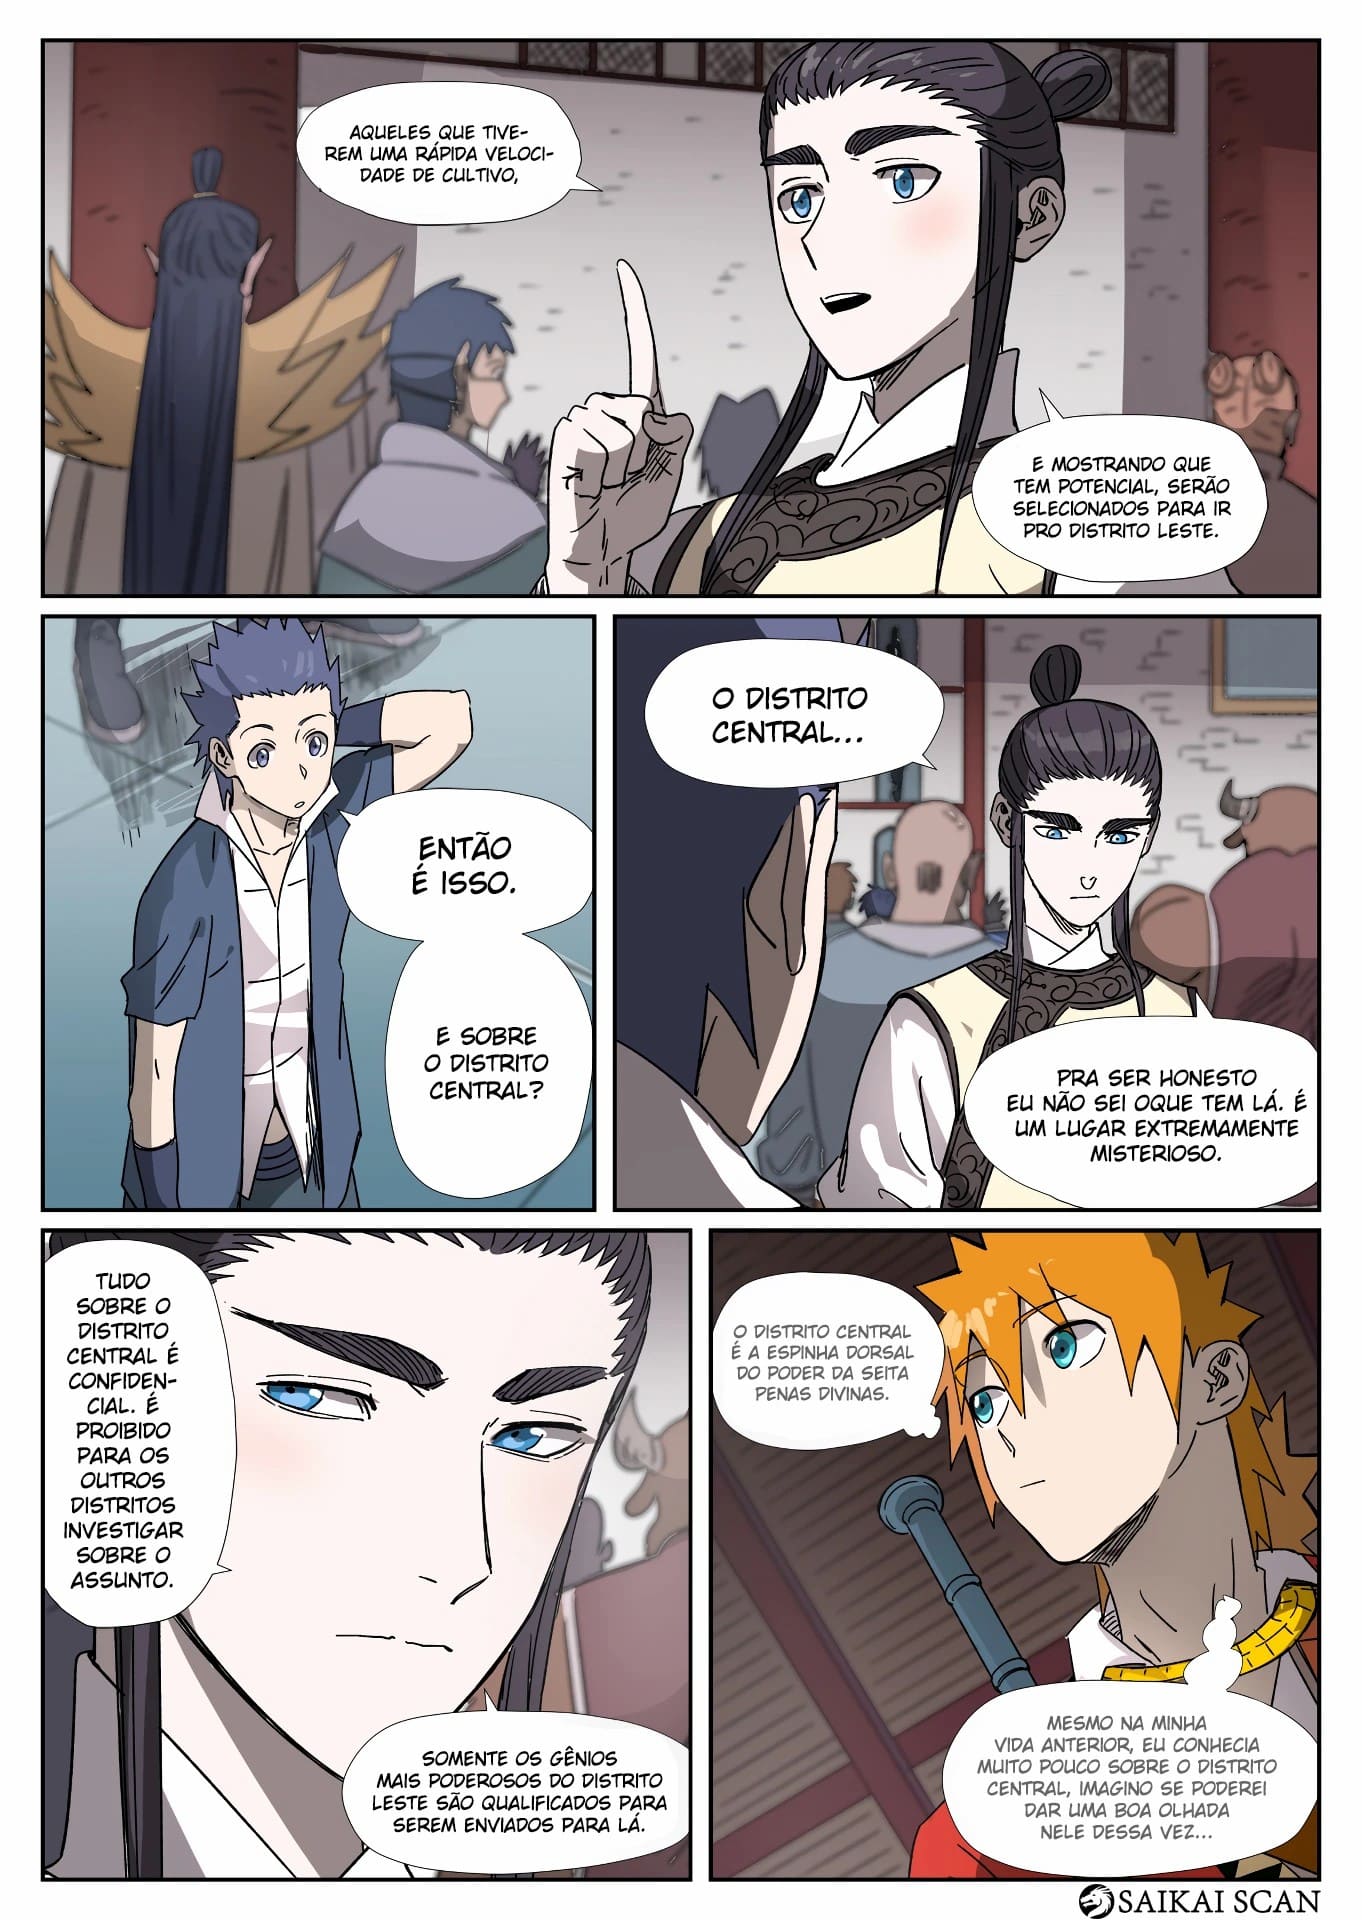 AQUELES QUE TIVE-
REM UMA RÁPIDA VELOCI-
DADE DE CULTIVO,
E MOSTRANDO QUE
TEM POTENCIAL, SERÃO
SELECIONADOS PARA IR
PRO DISTRITO LESTE.
ENTÃO
É ISSO.
E SOBRE
O DISTRITO
CENTRAL?
O DISTRITO
CENTRAL...
PRA SER HONESTO
EU NÃO SEI OQUE TEM LÁ. É
UM LUGAR EXTREMAMENTE
MISTERIOSO.
TUDO
SOBRE O
DISTRITO
CENTRAL É
CONFIDEN-
CIAL. É
PROIBIDO
PARA OS
OUTROS
DISTRITOS
INVESTIGAR
SOBRE O
ASSUNTO.
SOMENTE OS GÊNIOS
MAIS PODEROSOS DO DISTRITO
LESTE SÃO QUALIFICADOS PARA
SEREM ENVIADOS PARA LÁ.
O DISTRITO CENTRAL
É A ESPINHA DORSAL
DO PODER DA SEITA
PENAS DIVINAS.
MESMO NA MINHA
VIDA ANTERIOR, EU CONHECIA
MUITO POUCO SOBRE O DISTRITO
CENTRAL, IMAGINO SE PODEREI
DAR UMA BOA OLHADA
NELE DESSA VEZ...
SAIKAI SCAN